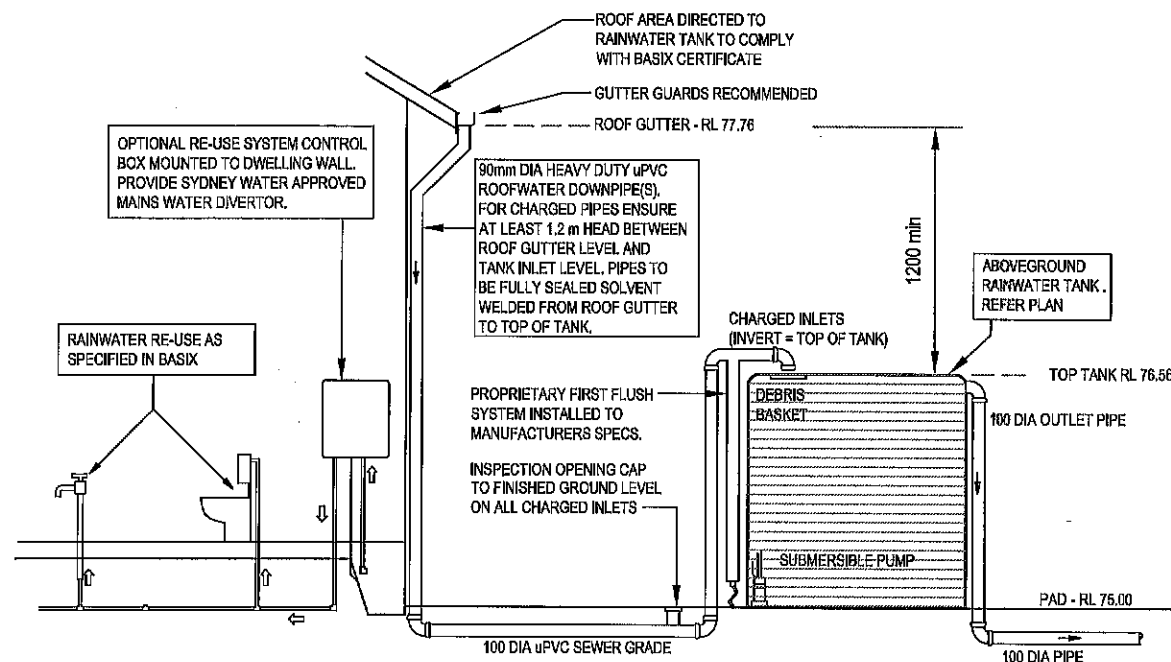 ROOF AREA DIRECTED TO
RAINWATER TANK TO COMPLY
WITH BASIX CERTIFICATE
GUTTER GUARDS RECOMMENDED
ROOF GUTTER - RL 77.76
OPTIONAL RE-USE SYSTEM CONTROL
BOX MOUNTED TO DWELLING WALL.
PROVIDE SYDNEY WATER APPROVED
MAINS WATER DIVERTOR.
90mm DIA HEAVY DUTY uPVC
ROOFWATER DOWNPIPE(S).
FOR CHARGED PIPES ENSURE
AT LEAST 1.2 m HEAD BETWEEN
ROOF GUTTER LEVEL AND
TANK INLET LEVEL. PIPES TO
BE FULLY SEALED SOLVENT
WELDED FROM ROOF GUTTER
TO TOP OF TANK.
1200 min
ABOVEGROUND
RAINWATER TANK.
REFER PLAN
RAINWATER RE-USE AS
SPECIFIED IN BASIX
CHARGED INLETS
(INVERT = TOP OF TANK)
TOP TANK RL 76.56
PROPRIETARY FIRST FLUSH
SYSTEM INSTALLED TO
MANUFACTURERS SPECS.
DEBRIS
BASKET
100 DIA OUTLET PIPE
INSPECTION OPENING CAP
TO FINISHED GROUND LEVEL
ON ALL CHARGED INLETS
SUBMERSIBLE PUMP
PAD - RL 75.00
100 DIA uPVC SEWER GRADE
100 DIA PIPE